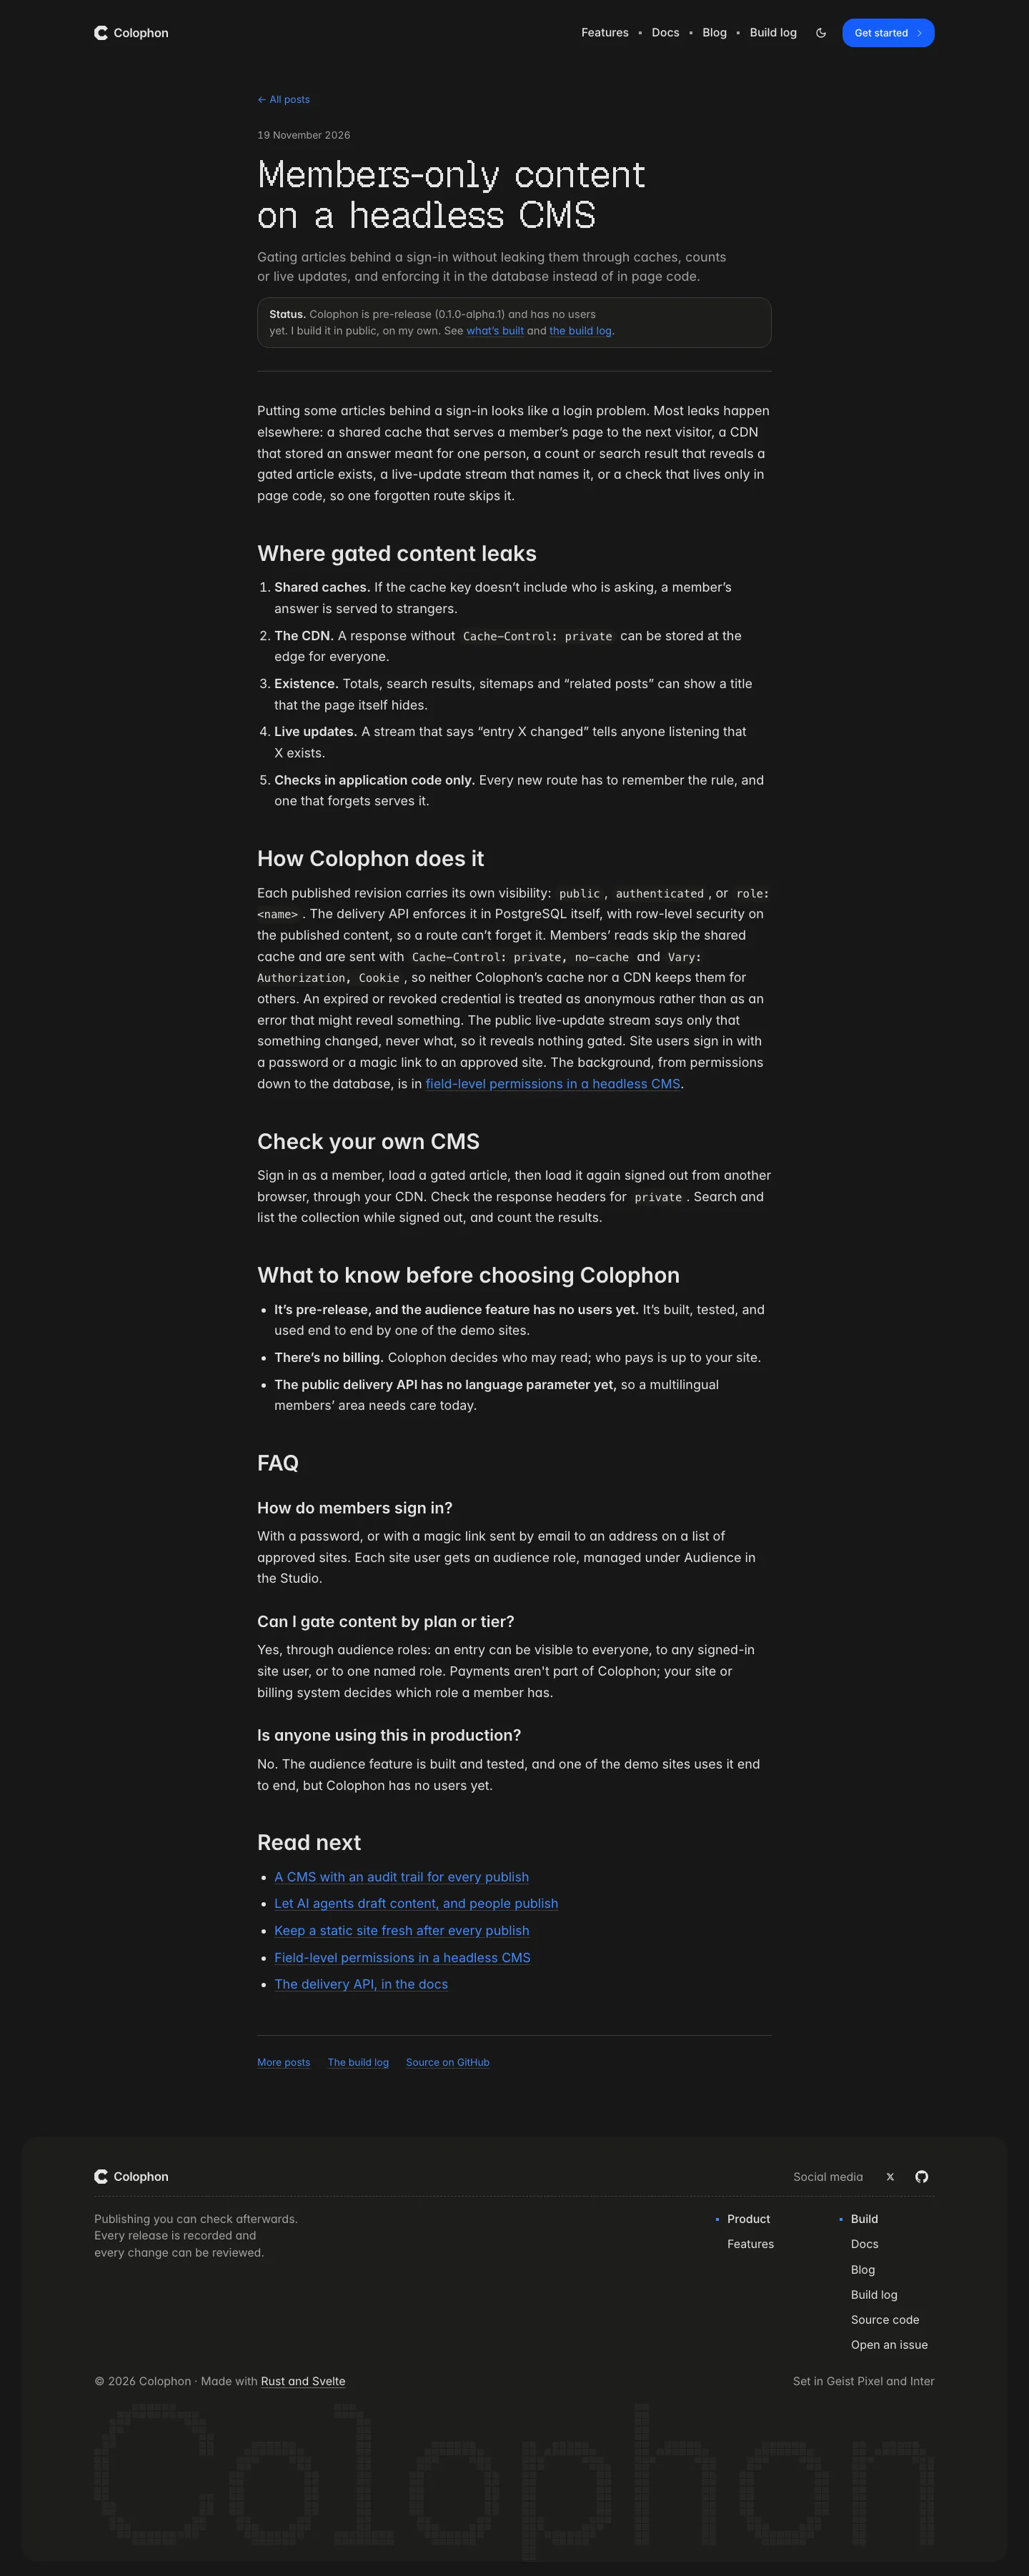 Colophon
Features
Docs
Blog
Build log
Get started
← All posts
19 November 2026
Members-only content
on a headless CMS
Gating articles behind a sign-in without leaking them through caches, counts
or live updates, and enforcing it in the database instead of in page code.
Status. Colophon is pre-release (0.1.0-alpha.1) and has no users
yet. I build it in public, on my own. See what’s built and the build log.
Putting some articles behind a sign-in looks like a login problem. Most leaks happen
elsewhere: a shared cache that serves a member’s page to the next visitor, a CDN
that stored an answer meant for one person, a count or search result that reveals a
gated article exists, a live-update stream that names it, or a check that lives only in
page code, so one forgotten route skips it.
Where gated content leaks
1. Shared caches. If the cache key doesn’t include who is asking, a member’s
answer is served to strangers.
2. The CDN. A response without Cache-Control: private can be stored at the
edge for everyone.
3. Existence. Totals, search results, sitemaps and “related posts” can show a title
that the page itself hides.
4. Live updates. A stream that says “entry X changed” tells anyone listening that
X exists.
5. Checks in application code only. Every new route has to remember the rule, and
one that forgets serves it.
How Colophon does it
Each published revision carries its own visibility: public, authenticated, or role:
<name>. The delivery API enforces it in PostgreSQL itself, with row-level security on
the published content, so a route can’t forget it. Members’ reads skip the shared
cache and are sent with Cache-Control: private, no-cache and Vary:
Authorization, Cookie, so neither Colophon’s cache nor a CDN keeps them for
others. An expired or revoked credential is treated as anonymous rather than as an
error that might reveal something. The public live-update stream says only that
something changed, never what, so it reveals nothing gated. Site users sign in with
a password or a magic link to an approved site. The background, from permissions
down to the database, is in field-level permissions in a headless CMS.
Check your own CMS
Sign in as a member, load a gated article, then load it again signed out from another
browser, through your CDN. Check the response headers for private. Search and
list the collection while signed out, and count the results.
What to know before choosing Colophon
• It’s pre-release, and the audience feature has no users yet. It’s built, tested, and
used end to end by one of the demo sites.
• There’s no billing. Colophon decides who may read; who pays is up to your site.
• The public delivery API has no language parameter yet, so a multilingual
members’ area needs care today.
FAQ
How do members sign in?
With a password, or with a magic link sent by email to an address on a list of
approved sites. Each site user gets an audience role, managed under Audience in
the Studio.
Can I gate content by plan or tier?
Yes, through audience roles: an entry can be visible to everyone, to any signed-in
site user, or to one named role. Payments aren't part of Colophon; your site or
billing system decides which role a member has.
Is anyone using this in production?
No. The audience feature is built and tested, and one of the demo sites uses it end
to end, but Colophon has no users yet.
Read next
• A CMS with an audit trail for every publish
• Let AI agents draft content, and people publish
• Keep a static site fresh after every publish
• Field-level permissions in a headless CMS
• The delivery API, in the docs
More posts
The build log
Source on GitHub
Colophon
Social media
Publishing you can check afterwards.
Every release is recorded and
every change can be reviewed.
Product
Features
Build
Docs
Blog
Build log
Source code
Open an issue
© 2026 Colophon · Made with Rust and Svelte
Set in Geist Pixel and Inter
Colophon